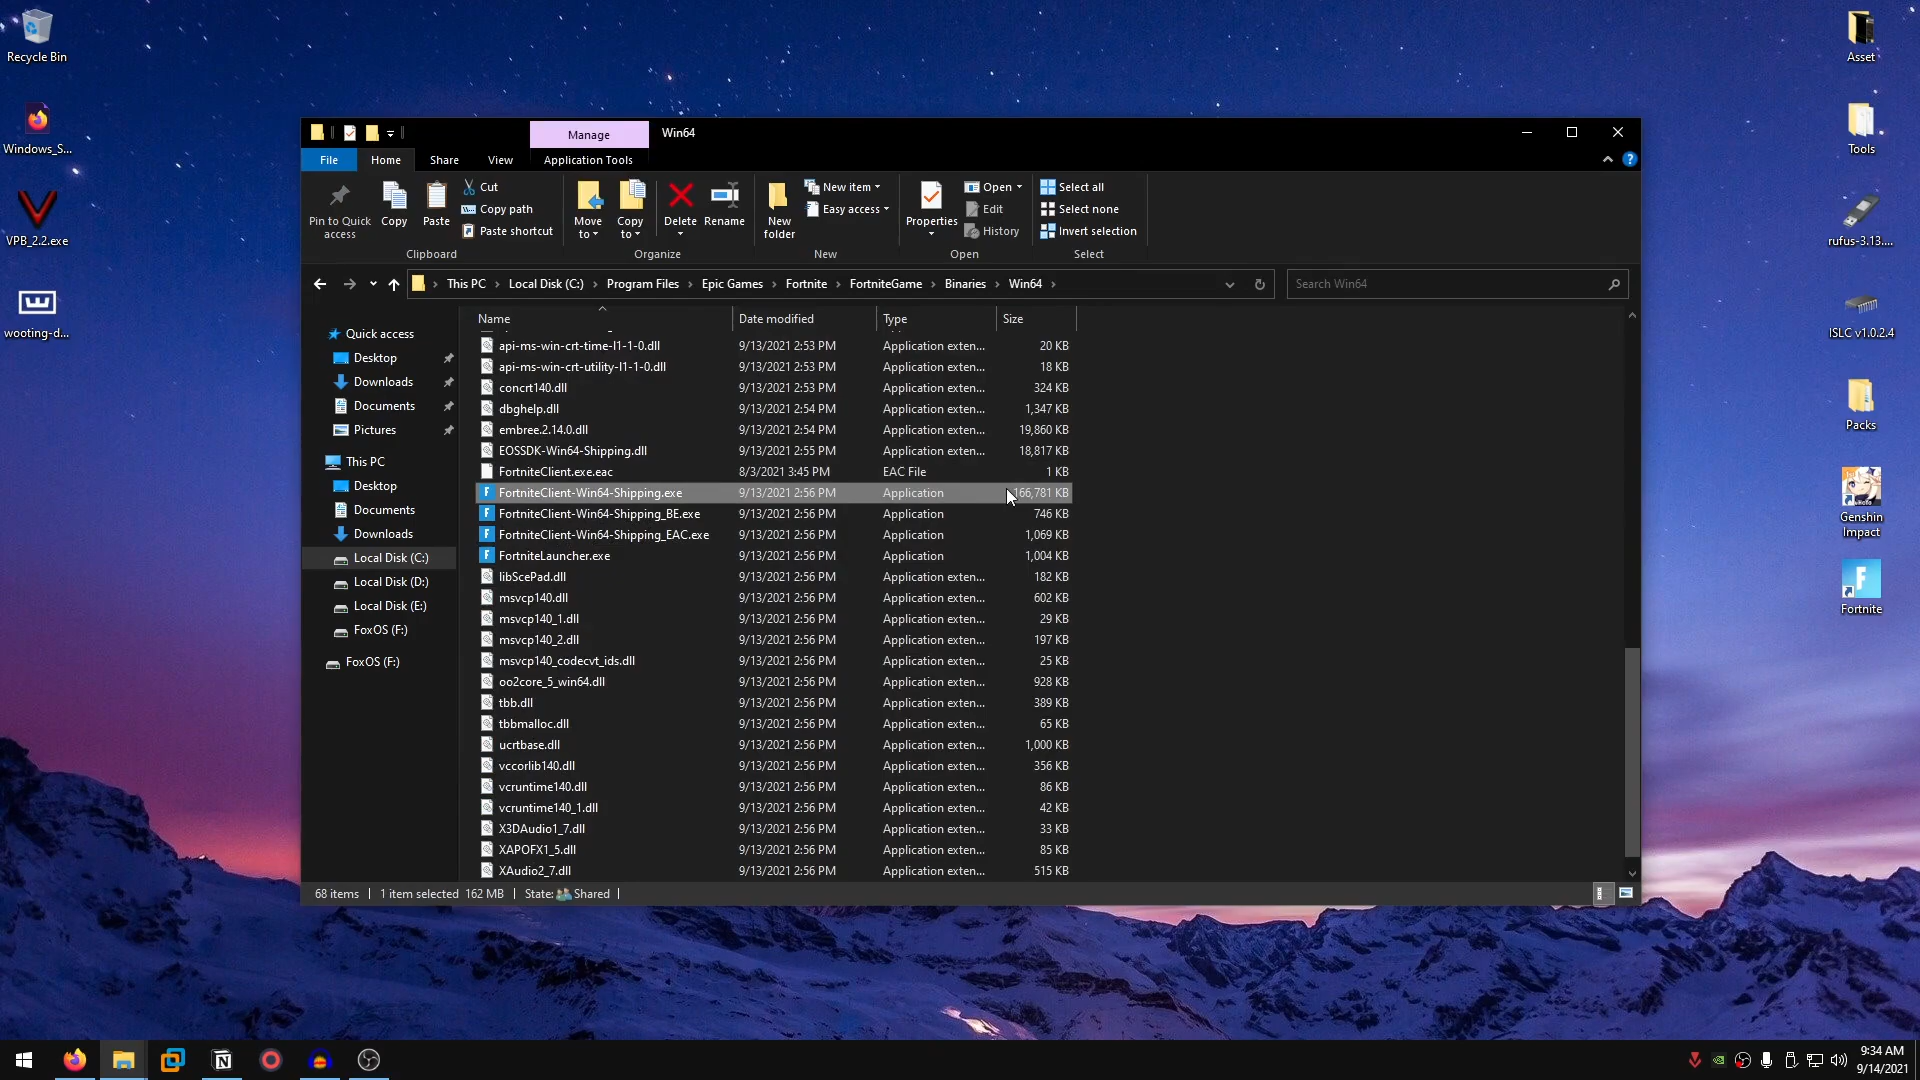 Recycle Bin
Windows_S...
VPB_2.2.exe
wooting-d...
Manage
Win64
File
Home
Share
View
Application Tools
Pin to Quick access
Copy
Paste
Cut
Copy path
Paste shortcut
Clipboard
Move to
Copy to
Delete
Rename
Organize
New folder
New item
Easy access
New
Properties
Open
Edit
History
Open
Select all
Select none
Invert selection
Select
This PC > Local Disk (C:) > Program Files > Epic Games > Fortnite > FortniteGame > Binaries > Win64 >
Search Win64
Quick access
Desktop
Downloads
Documents
Pictures
This PC
Desktop
Documents
Downloads
Local Disk (C:)
Local Disk (D:)
Local Disk (E:)
FoxOS (F:)
FoxOS (F:)
Name Date modified Type Size
api-ms-win-crt-time-l1-1-0.dll 9/13/2021 2:53 PM Application exten... 20 KB
api-ms-win-crt-utility-l1-1-0.dll 9/13/2021 2:53 PM Application exten... 18 KB
concrt140.dll 9/13/2021 2:53 PM Application exten... 324 KB
dbghelp.dll 9/13/2021 2:54 PM Application exten... 1,347 KB
embree.2.14.0.dll 9/13/2021 2:54 PM Application exten... 19,860 KB
EOSSDK-Win64-Shipping.dll 9/13/2021 2:55 PM Application exten... 18,817 KB
FortniteClient.exe.eac 8/3/2021 3:45 PM EAC File 1 KB
FortniteClient-Win64-Shipping.exe 9/13/2021 2:56 PM Application 166,781 KB
FortniteClient-Win64-Shipping_BE.exe 9/13/2021 2:56 PM Application 746 KB
FortniteClient-Win64-Shipping_EAC.exe 9/13/2021 2:56 PM Application 1,069 KB
FortniteLauncher.exe 9/13/2021 2:56 PM Application 1,004 KB
libScePad.dll 9/13/2021 2:56 PM Application exten... 182 KB
msvcp140.dll 9/13/2021 2:56 PM Application exten... 602 KB
msvcp140_1.dll 9/13/2021 2:56 PM Application exten... 29 KB
msvcp140_2.dll 9/13/2021 2:56 PM Application exten... 197 KB
msvcp140_codecvt_ids.dll 9/13/2021 2:56 PM Application exten... 25 KB
oo2core_5_win64.dll 9/13/2021 2:56 PM Application exten... 928 KB
tbb.dll 9/13/2021 2:56 PM Application exten... 389 KB
tbbmalloc.dll 9/13/2021 2:56 PM Application exten... 65 KB
ucrtbase.dll 9/13/2021 2:56 PM Application exten... 1,000 KB
vccorlib140.dll 9/13/2021 2:56 PM Application exten... 356 KB
vcruntime140.dll 9/13/2021 2:56 PM Application exten... 86 KB
vcruntime140_1.dll 9/13/2021 2:56 PM Application exten... 42 KB
X3DAudio1_7.dll 9/13/2021 2:56 PM Application exten... 33 KB
XAPOFX1_5.dll 9/13/2021 2:56 PM Application exten... 85 KB
XAudio2_7.dll 9/13/2021 2:56 PM Application exten... 515 KB
68 items | 1 item selected 162 MB | State: Shared |
Asset
Tools
rufus-3.13....
ISLC v1.0.2.4
Packs
Genshin Impact
Fortnite
9:34 AM
9/14/2021